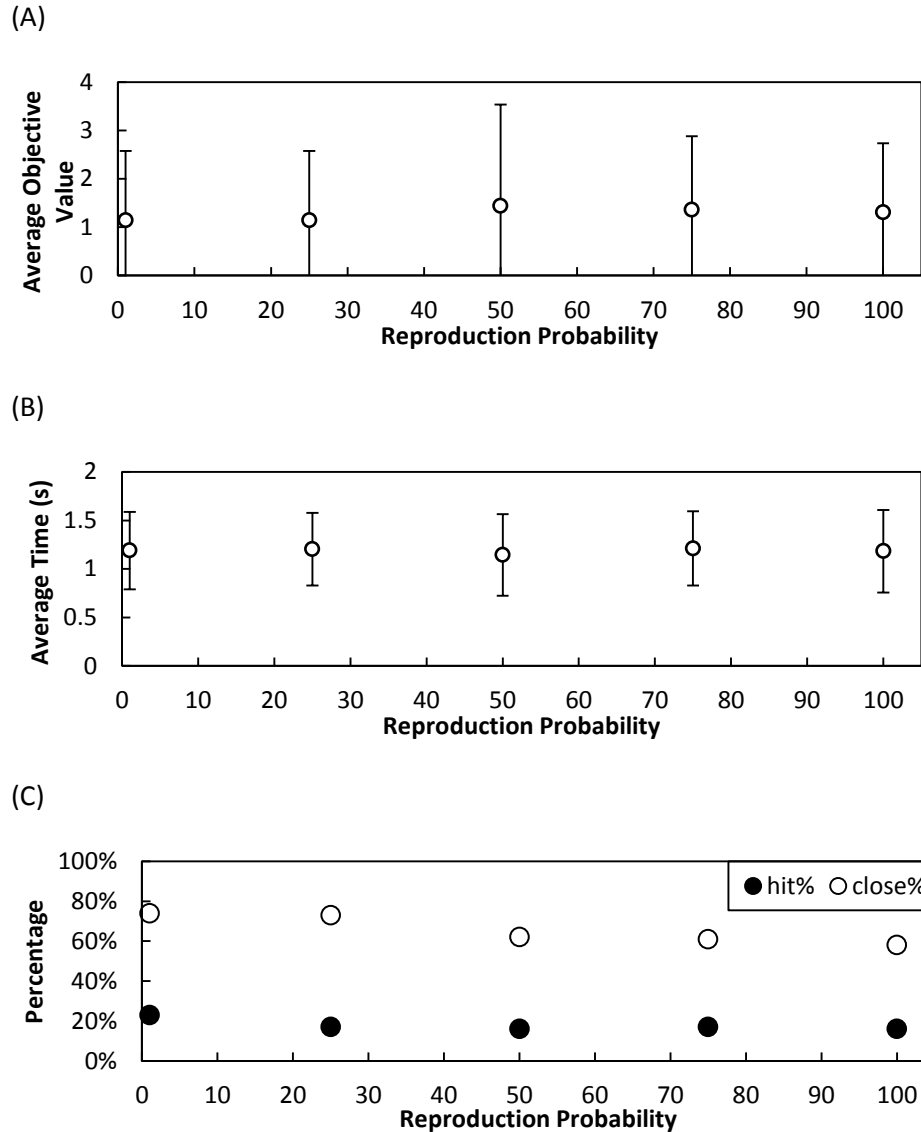 (A)
Average Objective
Value
4
3
2
1
0
0 10 20 30 40 50 60 70 80 90 100
Reproduction Probability
(B)
Average Time (s)
2
1.5
1
0.5
0
0 10 20 30 40 50 60 70 80 90 100
Reproduction Probability
(C)
Percentage
100%
80%
60%
40%
20%
0%
hit% close%
0 10 20 30 40 50 60 70 80 90 100
Reproduction Probability